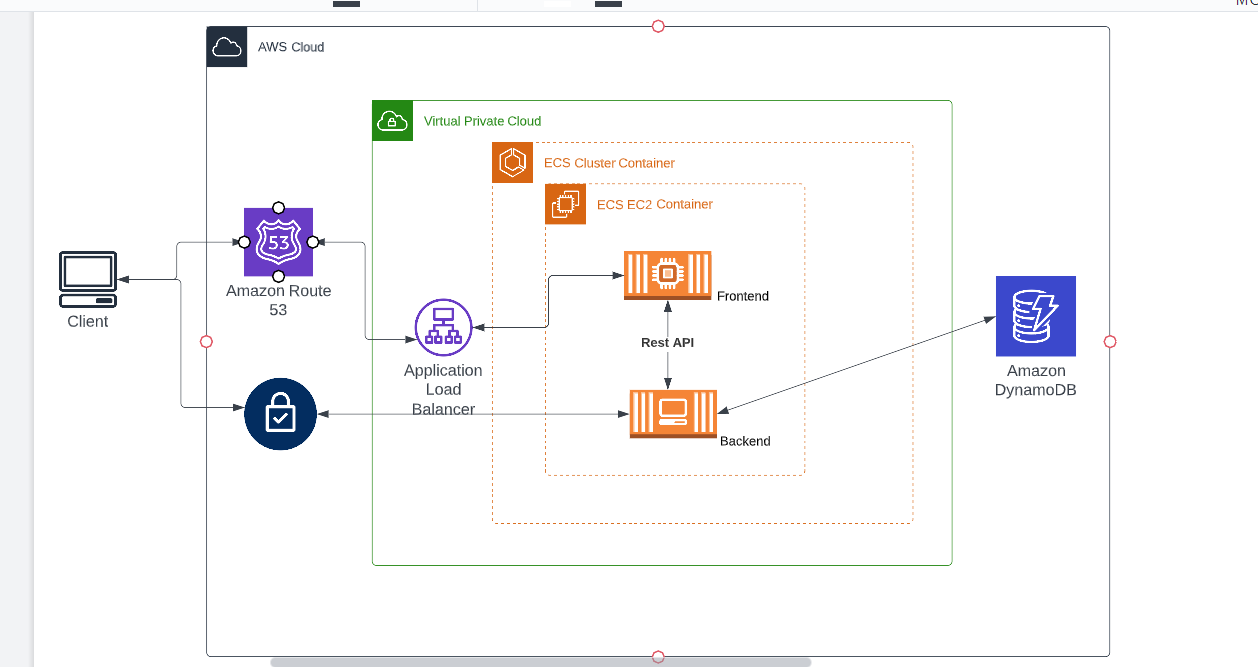 AWS Cloud
Virtual Private Cloud
ECS Cluster Container
ECS EC2 Container
53
Amazon Route
53
Client
Application
Load
Balancer
Frontend
Rest API
Backend
Amazon
DynamoDB